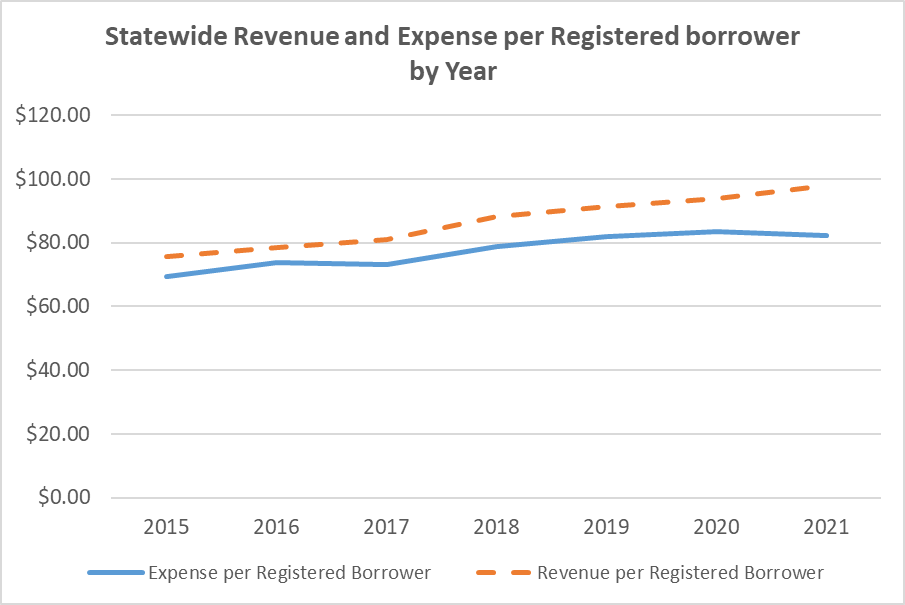 Statewide Revenue and Expense per Registered borrower
by Year
$120.00
$100.00
$80.00
$60.00
$40.00
$20.00
$0.00
2015 2016 2017 2018 2019 2020 2021
Expense per Registered Borrower Revenue per Registered Borrower